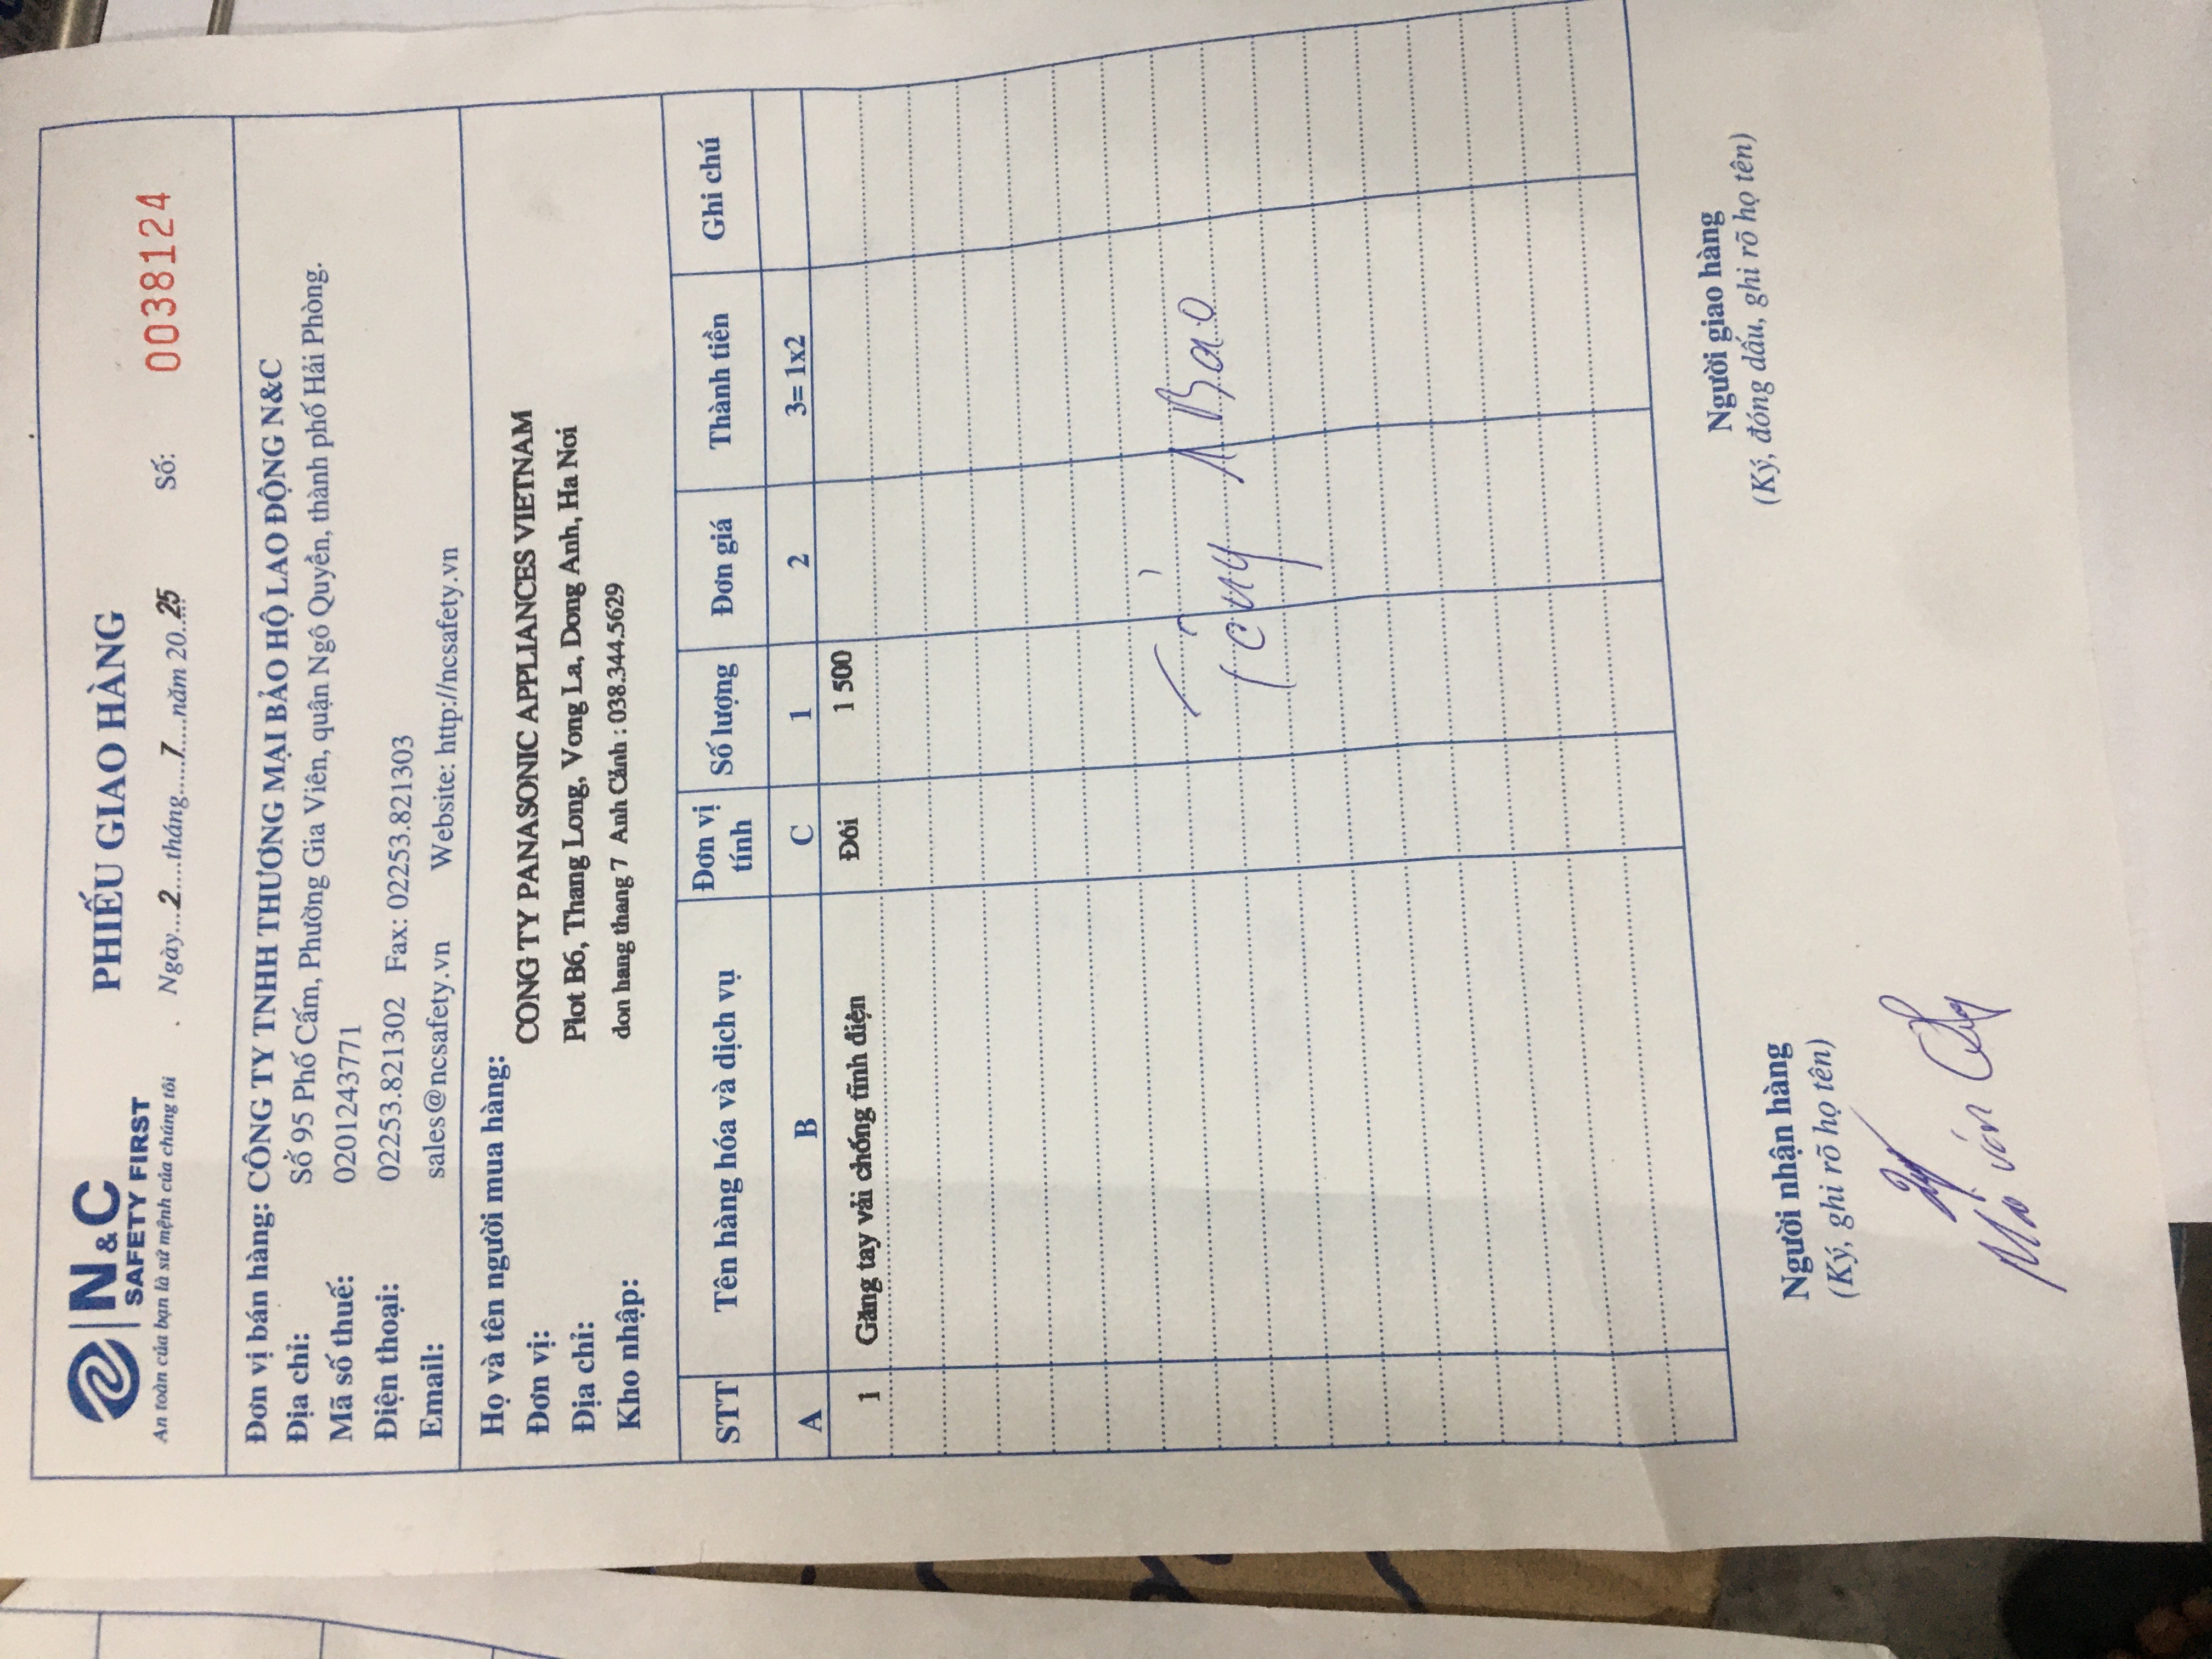 N&C
SAFETY FIRST
An toàn của bạn là sứ mệnh của chúng tôi
PHIẾU GIAO HÀNG
Ngày...2....tháng.....7....năm 20...25
Số: 0038124
Đơn vị bán hàng: CÔNG TY TNHH THƯƠNG MẠI BẢO HỘ LAO ĐỘNG N&C
Địa chỉ: Số 95 Phố Cấm, Phường Gia Viên, quận Ngô Quyền, thành phố Hải Phòng.
Mã số thuế: 0201243771
Điện thoại: 02253.821302 Fax: 02253.821303
Email: sales@ncsafety.vn Website: http://ncsafety.vn
Họ và tên người mua hàng:
Đơn vị: CONG TY PANASONIC APPLIANCES VIETNAM
Địa chỉ: Plot B6, Thang Long, Vong La, Dong Anh, Ha Noi
Kho nhập: don hang thang 7 Anh Cảnh : 038.344.5629
STT Tên hàng hóa và dịch vụ Đơn vị tính Số lượng Đơn giá Thành tiền Ghi chú
A B C 1 2 3= 1x2
1 Găng tay vải chống tĩnh điện Đôi 1 500
1 Bao
Người nhận hàng Người giao hàng
(Ký, ghi rõ họ tên) (Ký, đóng dấu, ghi rõ họ tên)